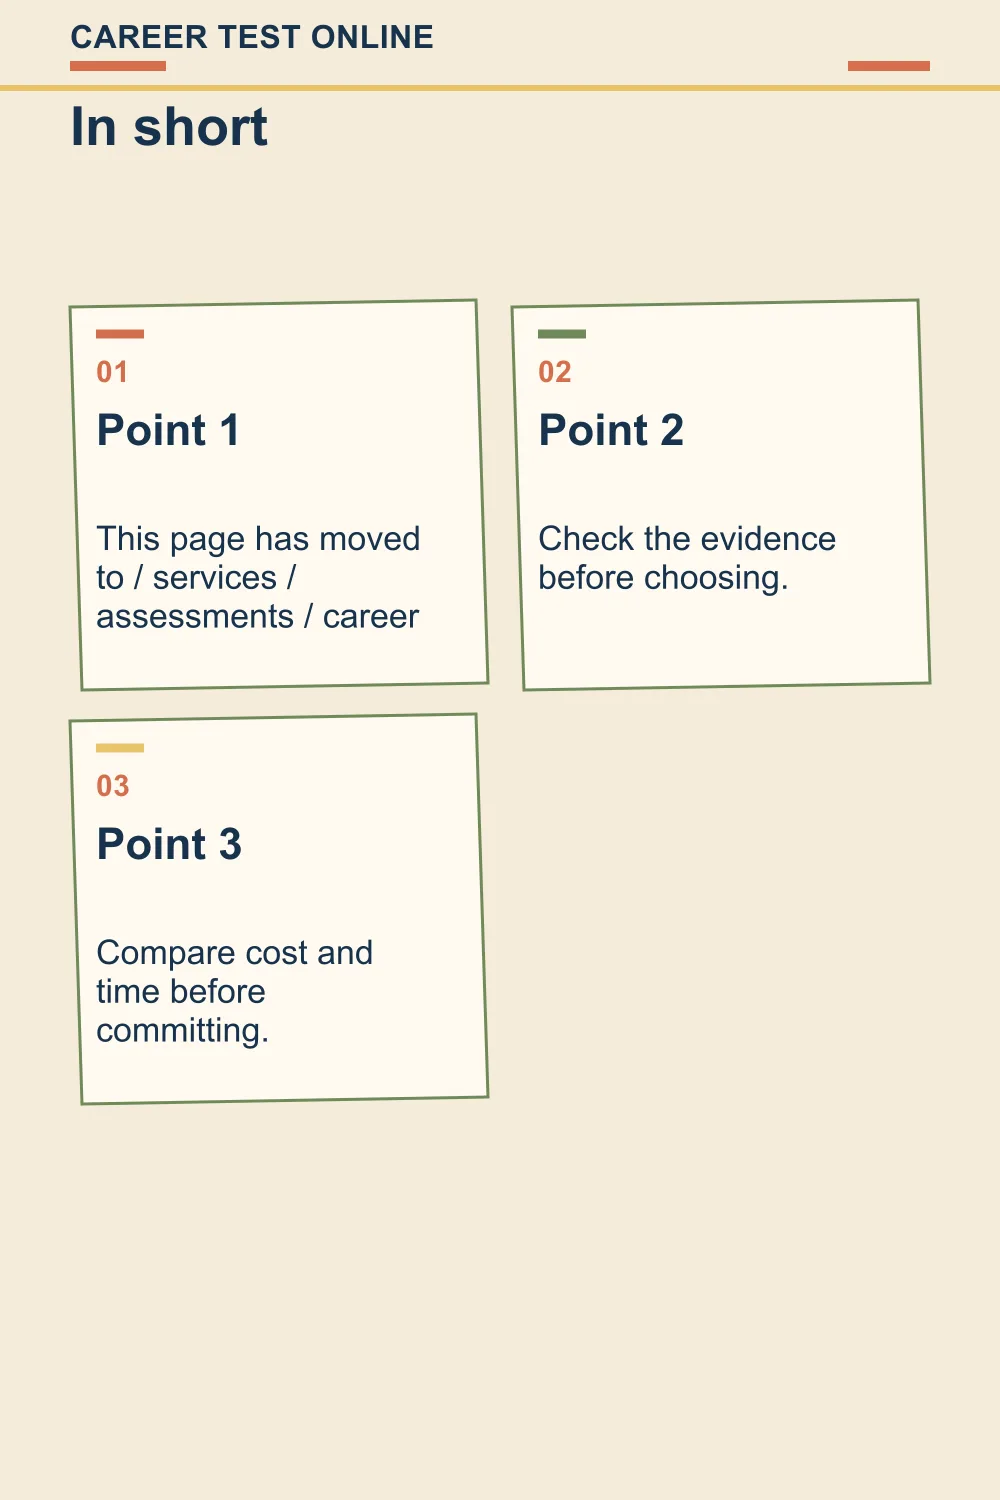 CAREER TEST ONLINE
In short
01
Point 1
This page has moved
to / services /
assessments / career
02
Point 2
Check the evidence
before choosing.
03
Point 3
Compare cost and
time before
committing.